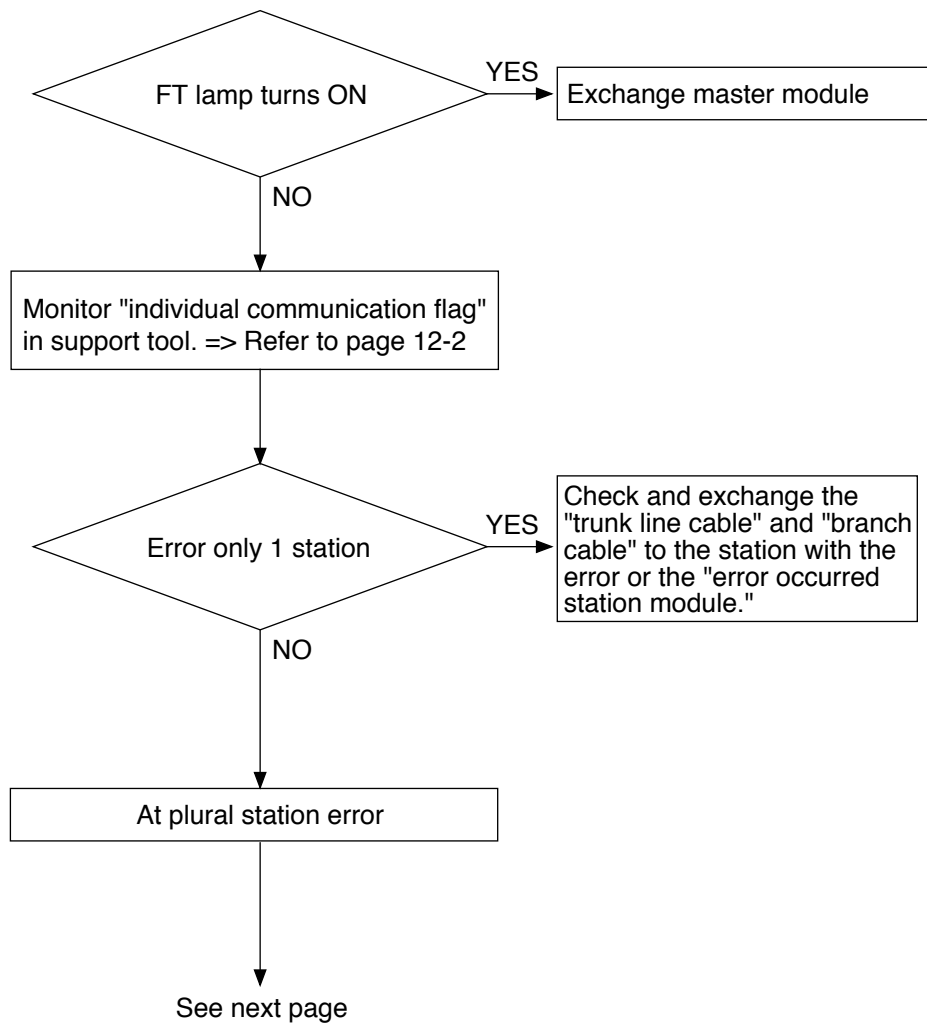 FT lamp turns ON
YES
Exchange master module
NO
Monitor "individual communication flag"
in support tool. => Refer to page 12-2
Error only 1 station
YES
Check and exchange the
"trunk line cable" and "branch
cable" to the station with the
error or the "error occurred
station module."
NO
At plural station error
See next page